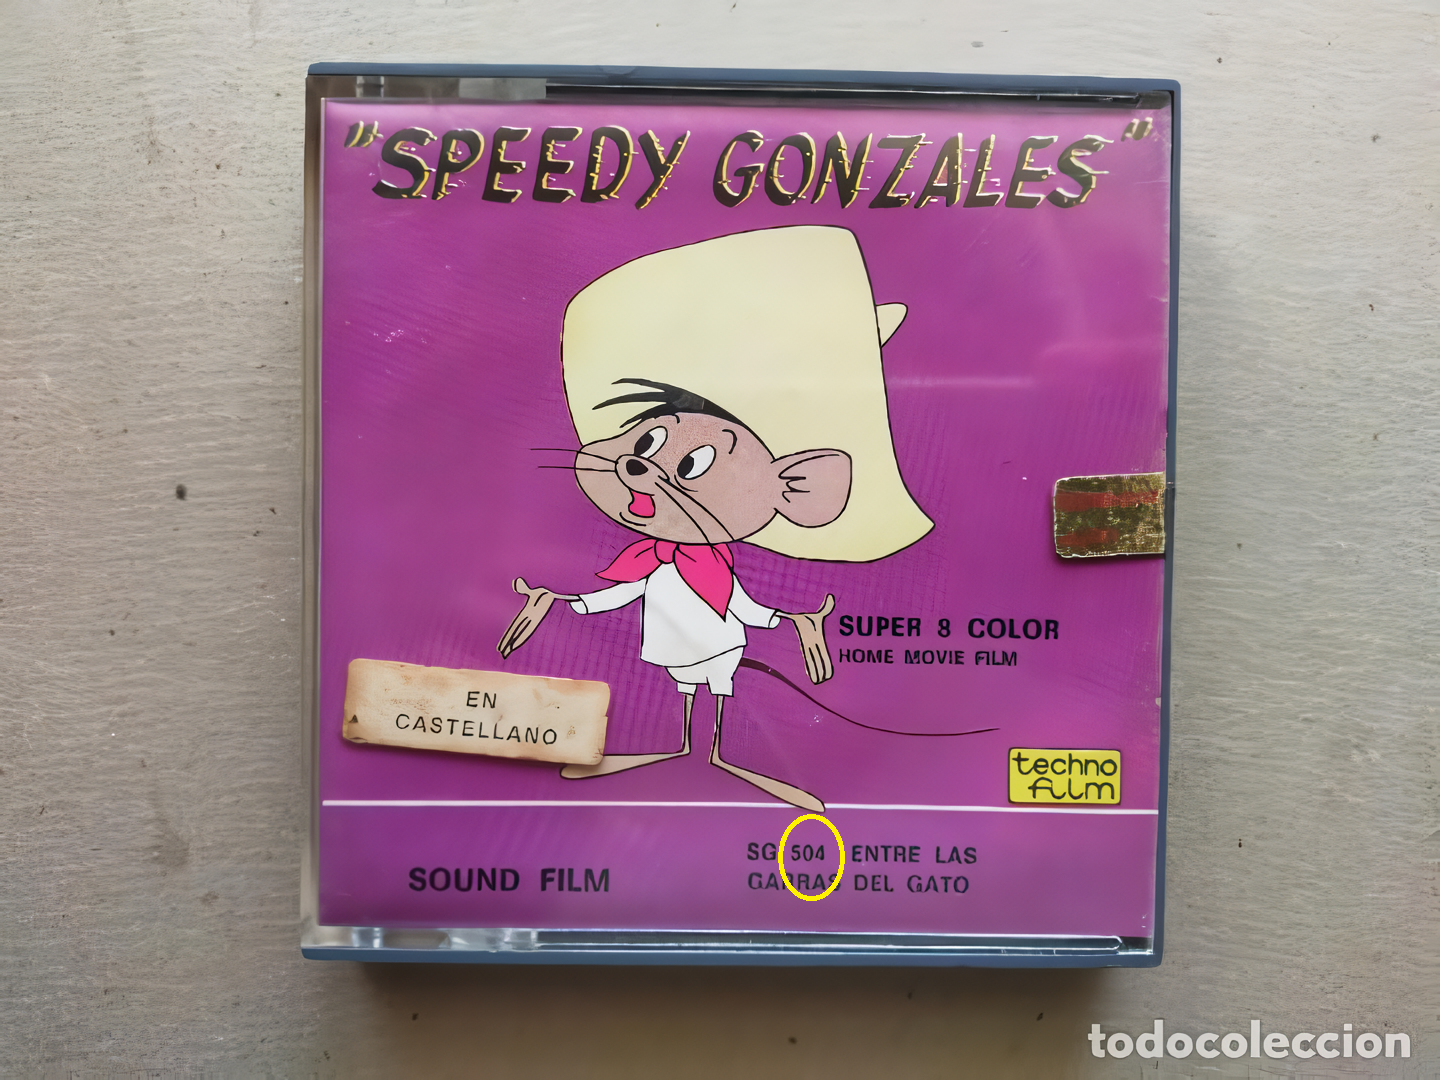 "SPEEDY GONZALES"
SUPER 8 COLOR
HOME MOVIE FILM
EN
CASTELLANO
techno
film
SOUND FILM
SG 504 ENTRE LAS
GARRAS DEL GATO
todocoleccion